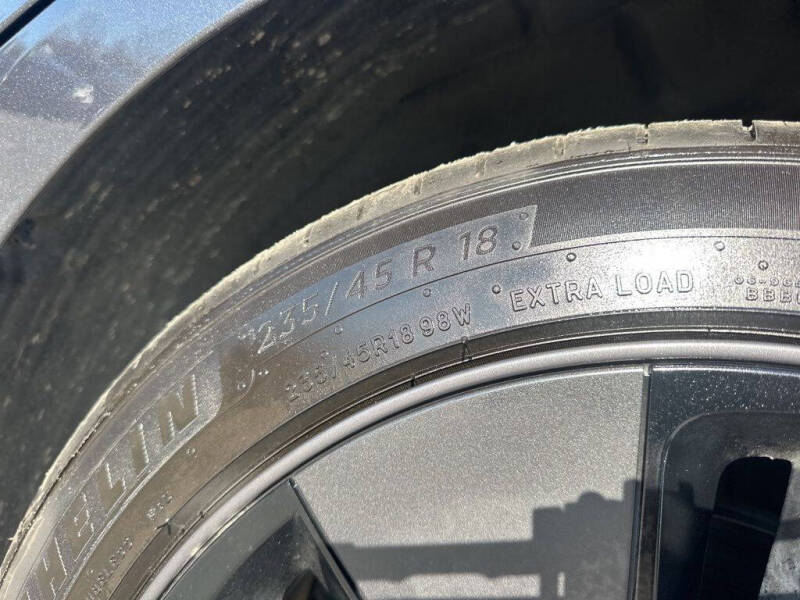 HELIN
235/45 R 18
235/45R18 98W
EXTRA LOAD